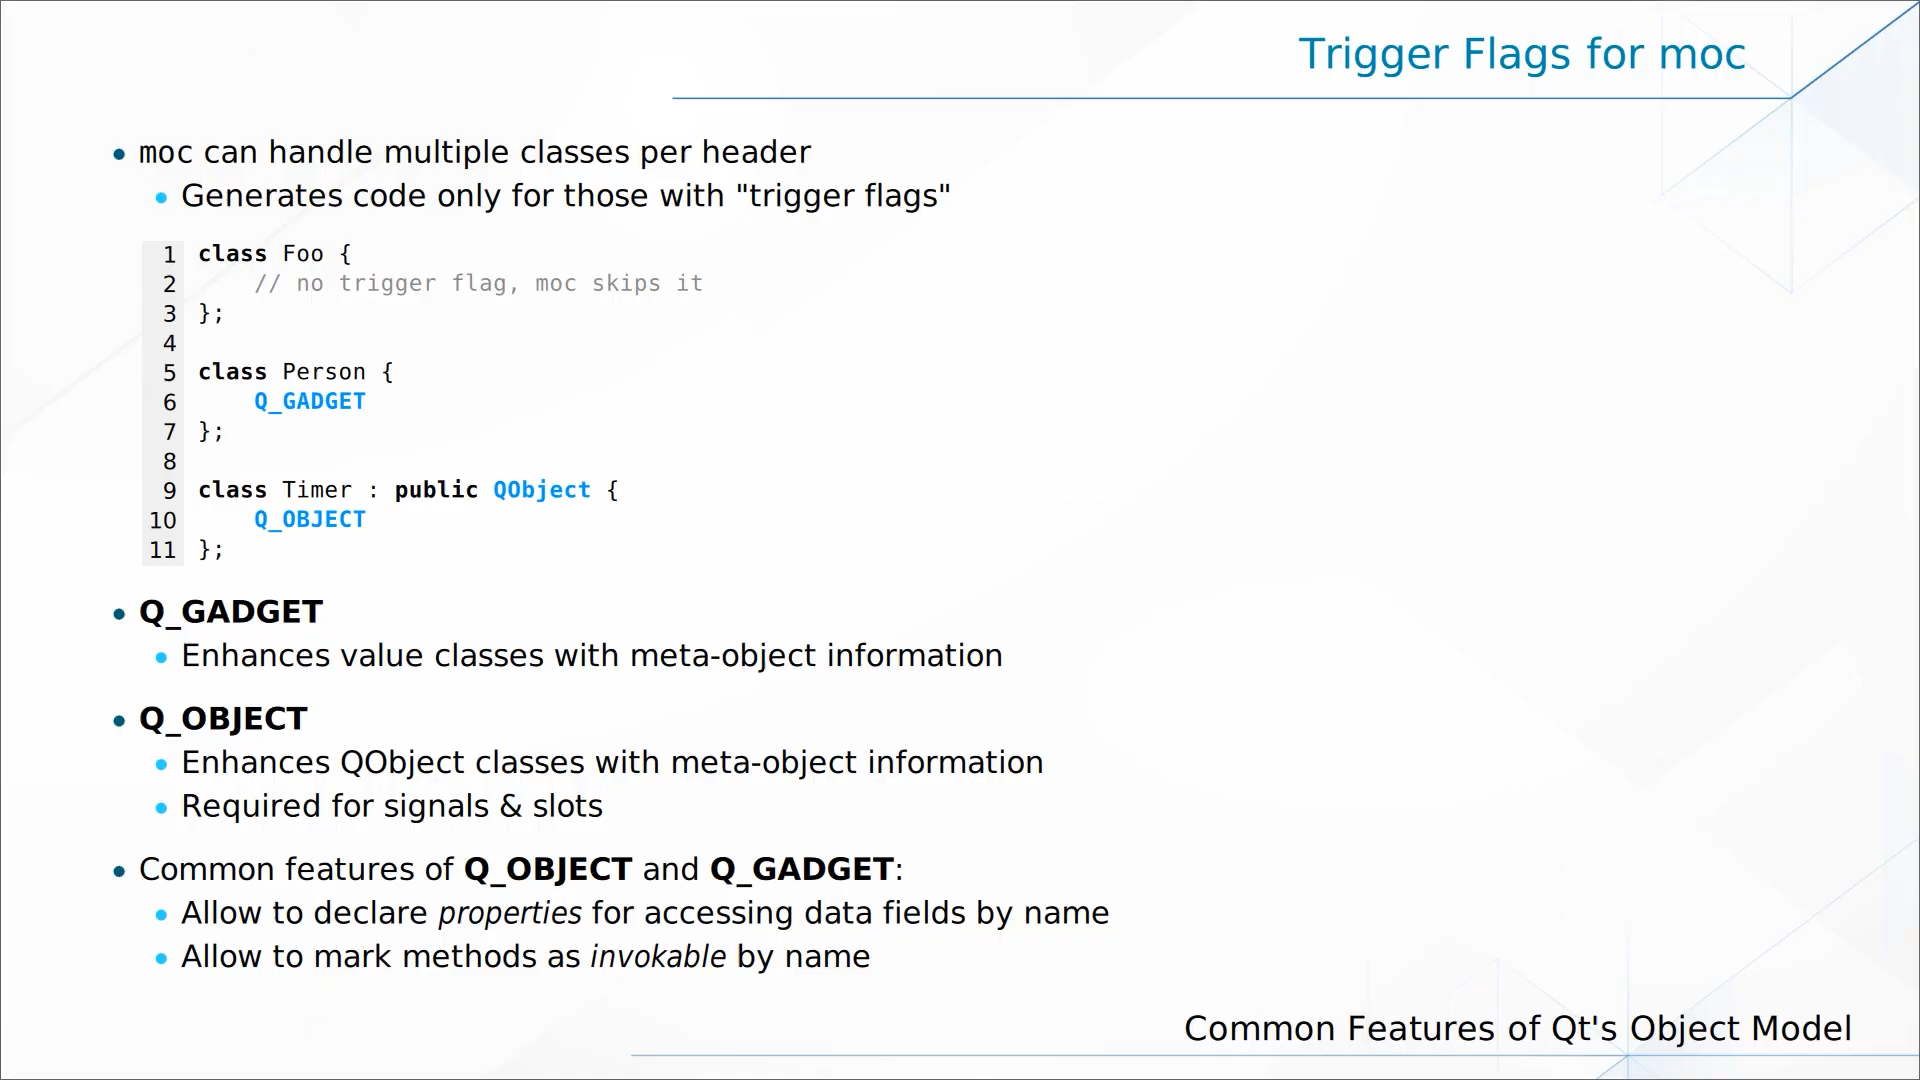 Trigger Flags for moc
• moc can handle multiple classes per header
• Generates code only for those with "trigger flags"
1 class Foo {
2     // no trigger flag, moc skips it
3 };
4
5 class Person {
6     Q_GADGET
7 };
8
9 class Timer : public QObject {
10     Q_OBJECT
11 };
• Q_GADGET
• Enhances value classes with meta-object information
• Q_OBJECT
• Enhances QObject classes with meta-object information
• Required for signals & slots
• Common features of Q_OBJECT and Q_GADGET:
• Allow to declare properties for accessing data fields by name
• Allow to mark methods as invokable by name
Common Features of Qt's Object Model